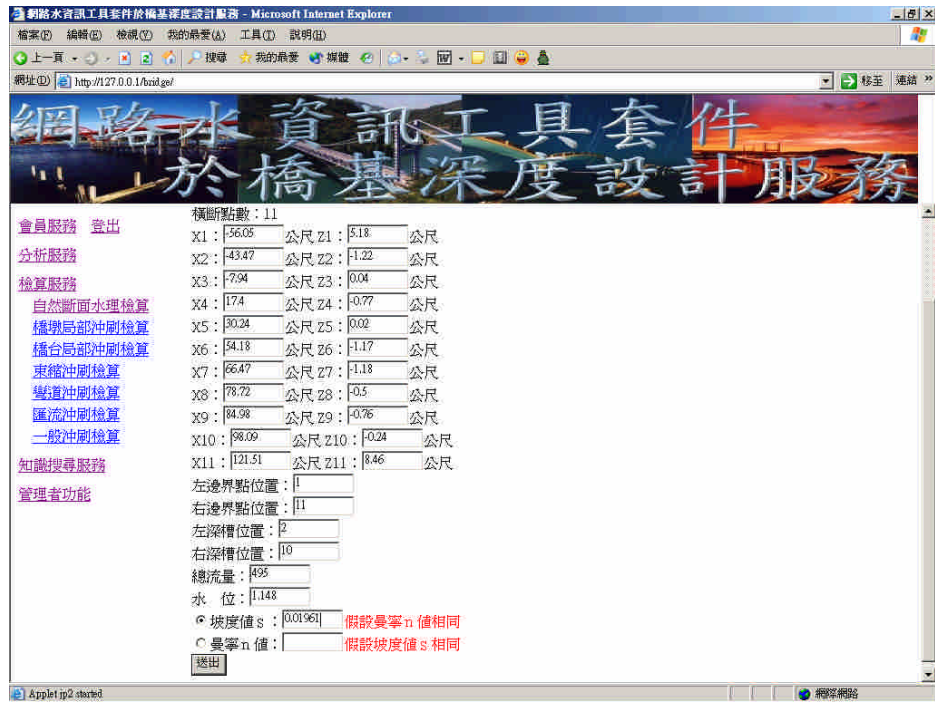 網路水資訊工具套件於橋基深度設計服務 - Microsoft Internet Explorer
檔案(F) 編輯(E) 檢視(V) 我的最愛(A) 工具(T) 說明(H)
上一頁 搜尋 我的最愛 媒體
網址(D) http://127.0.0.1/bridge/ 移至 連結 »
網路水資訊工具套件
於橋基深度設計服務
會員服務 登出
分析服務
檢算服務
自然斷面水理檢算
橋墩局部沖刷檢算
橋台局部沖刷檢算
束縮沖刷檢算
彎道沖刷檢算
匯流沖刷檢算
一般沖刷檢算
知識搜尋服務
管理者功能
橫斷點數：11
X1：-56.05 公尺 Z1：5.18 公尺
X2：-43.47 公尺 Z2：-1.22 公尺
X3：-7.94 公尺 Z3：0.04 公尺
X4：17.4 公尺 Z4：-0.77 公尺
X5：30.24 公尺 Z5：0.02 公尺
X6：54.18 公尺 Z6：-1.17 公尺
X7：66.47 公尺 Z7：-1.18 公尺
X8：78.72 公尺 Z8：-0.5 公尺
X9：84.98 公尺 Z9：-0.76 公尺
X10：98.09 公尺 Z10：-0.24 公尺
X11：121.51 公尺 Z11：8.46 公尺
左邊界點位置：1
右邊界點位置：11
左深槽位置：2
右深槽位置：10
總流量：495
水 位：1.148
坡度值s：0.01961 假設曼寧n值相同
曼寧n值： 假設坡度值s相同
送出
Applet jp2 started 網際網路